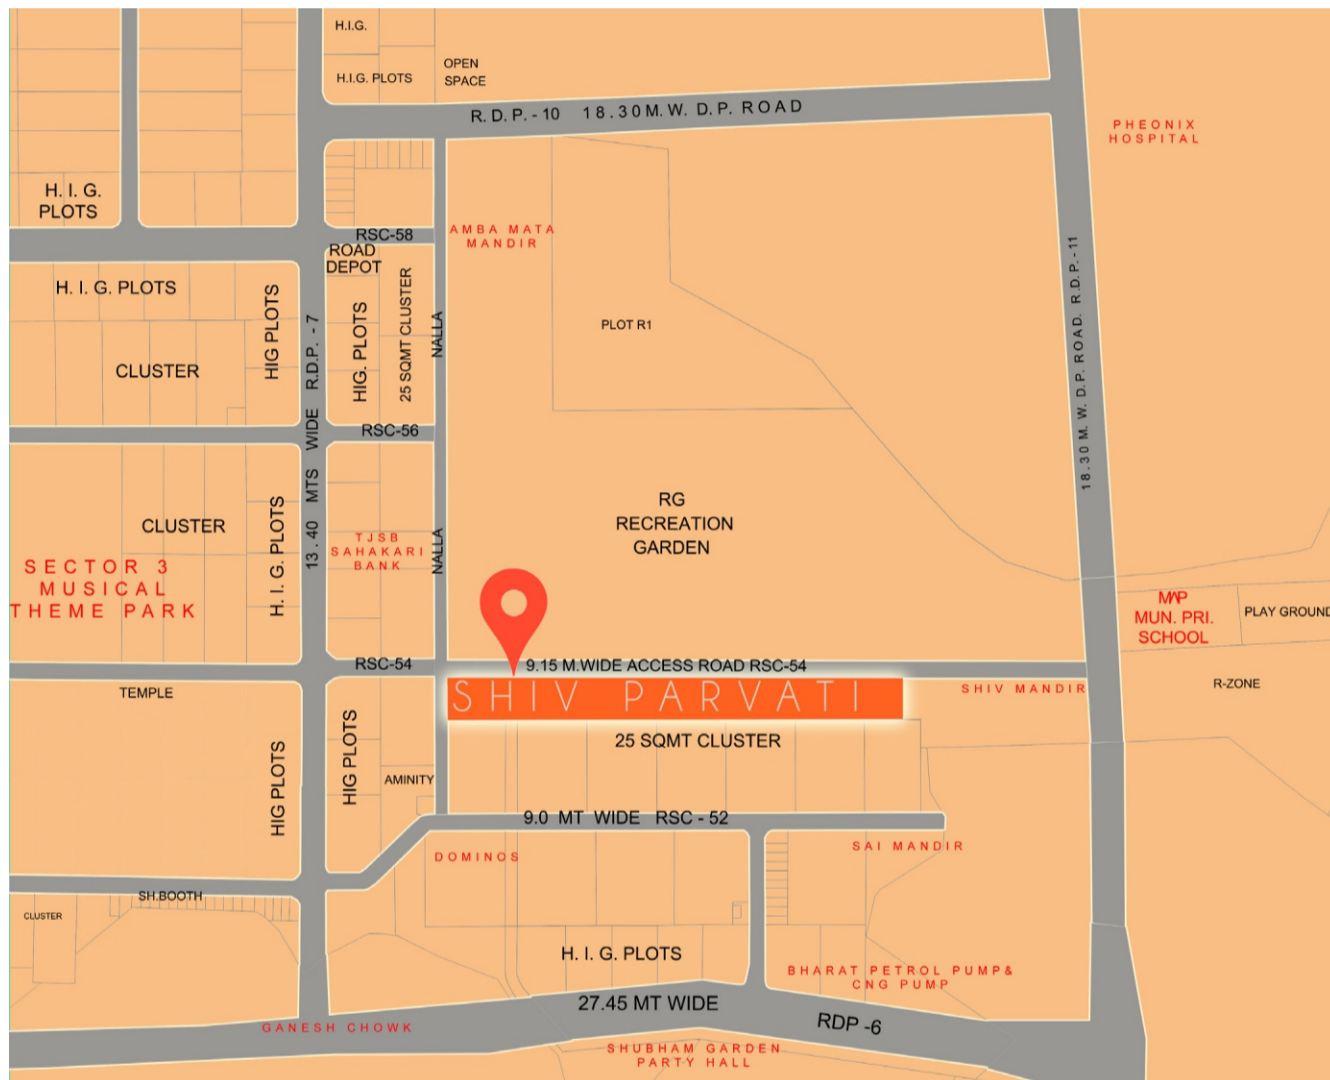 H.I.G.
H.I.G. PLOTS
OPEN
SPACE
R. D. P. - 10 18.30M. W. D.P. ROAD
PHEONIX
HOSPITAL
H. I. G.
PLOTS
RSC-58
AMBA MATA
MANDIR
ROAD
DEPOT
H. I. G. PLOTS
HIG PLOTS
HIG. PLOTS
25 SQMT CLUSTER
NALLA
PLOT R1
18.30 M. W. D.P. ROAD. R.D.P.-11
CLUSTER
13.40 MTS WIDE R.D.P. - 7
RSC-56
RG
RECREATION
GARDEN
CLUSTER
H. I. G. PLOTS
TJSB
SAHAKARI
BANK
NALLA
SECTOR 3
MUSICAL
THEME PARK
MAP
MUN. PRI.
SCHOOL
PLAY GROUND
RSC-54
9.15 M.WIDE ACCESS ROAD RSC-54
TEMPLE
SHIV PARVATI
SHIV MANDIR
R-ZONE
HIG PLOTS
HIG PLOTS
25 SQMT CLUSTER
AMINITY
9.0 MT WIDE RSC - 52
DOMINOS
SAI MANDIR
SH.BOOTH
CLUSTER
H. I. G. PLOTS
BHARAT PETROL PUMP&
CNG PUMP
27.45 MT WIDE
RDP -6
GANESH CHOWK
SHUBHAM GARDEN
PARTY HALL